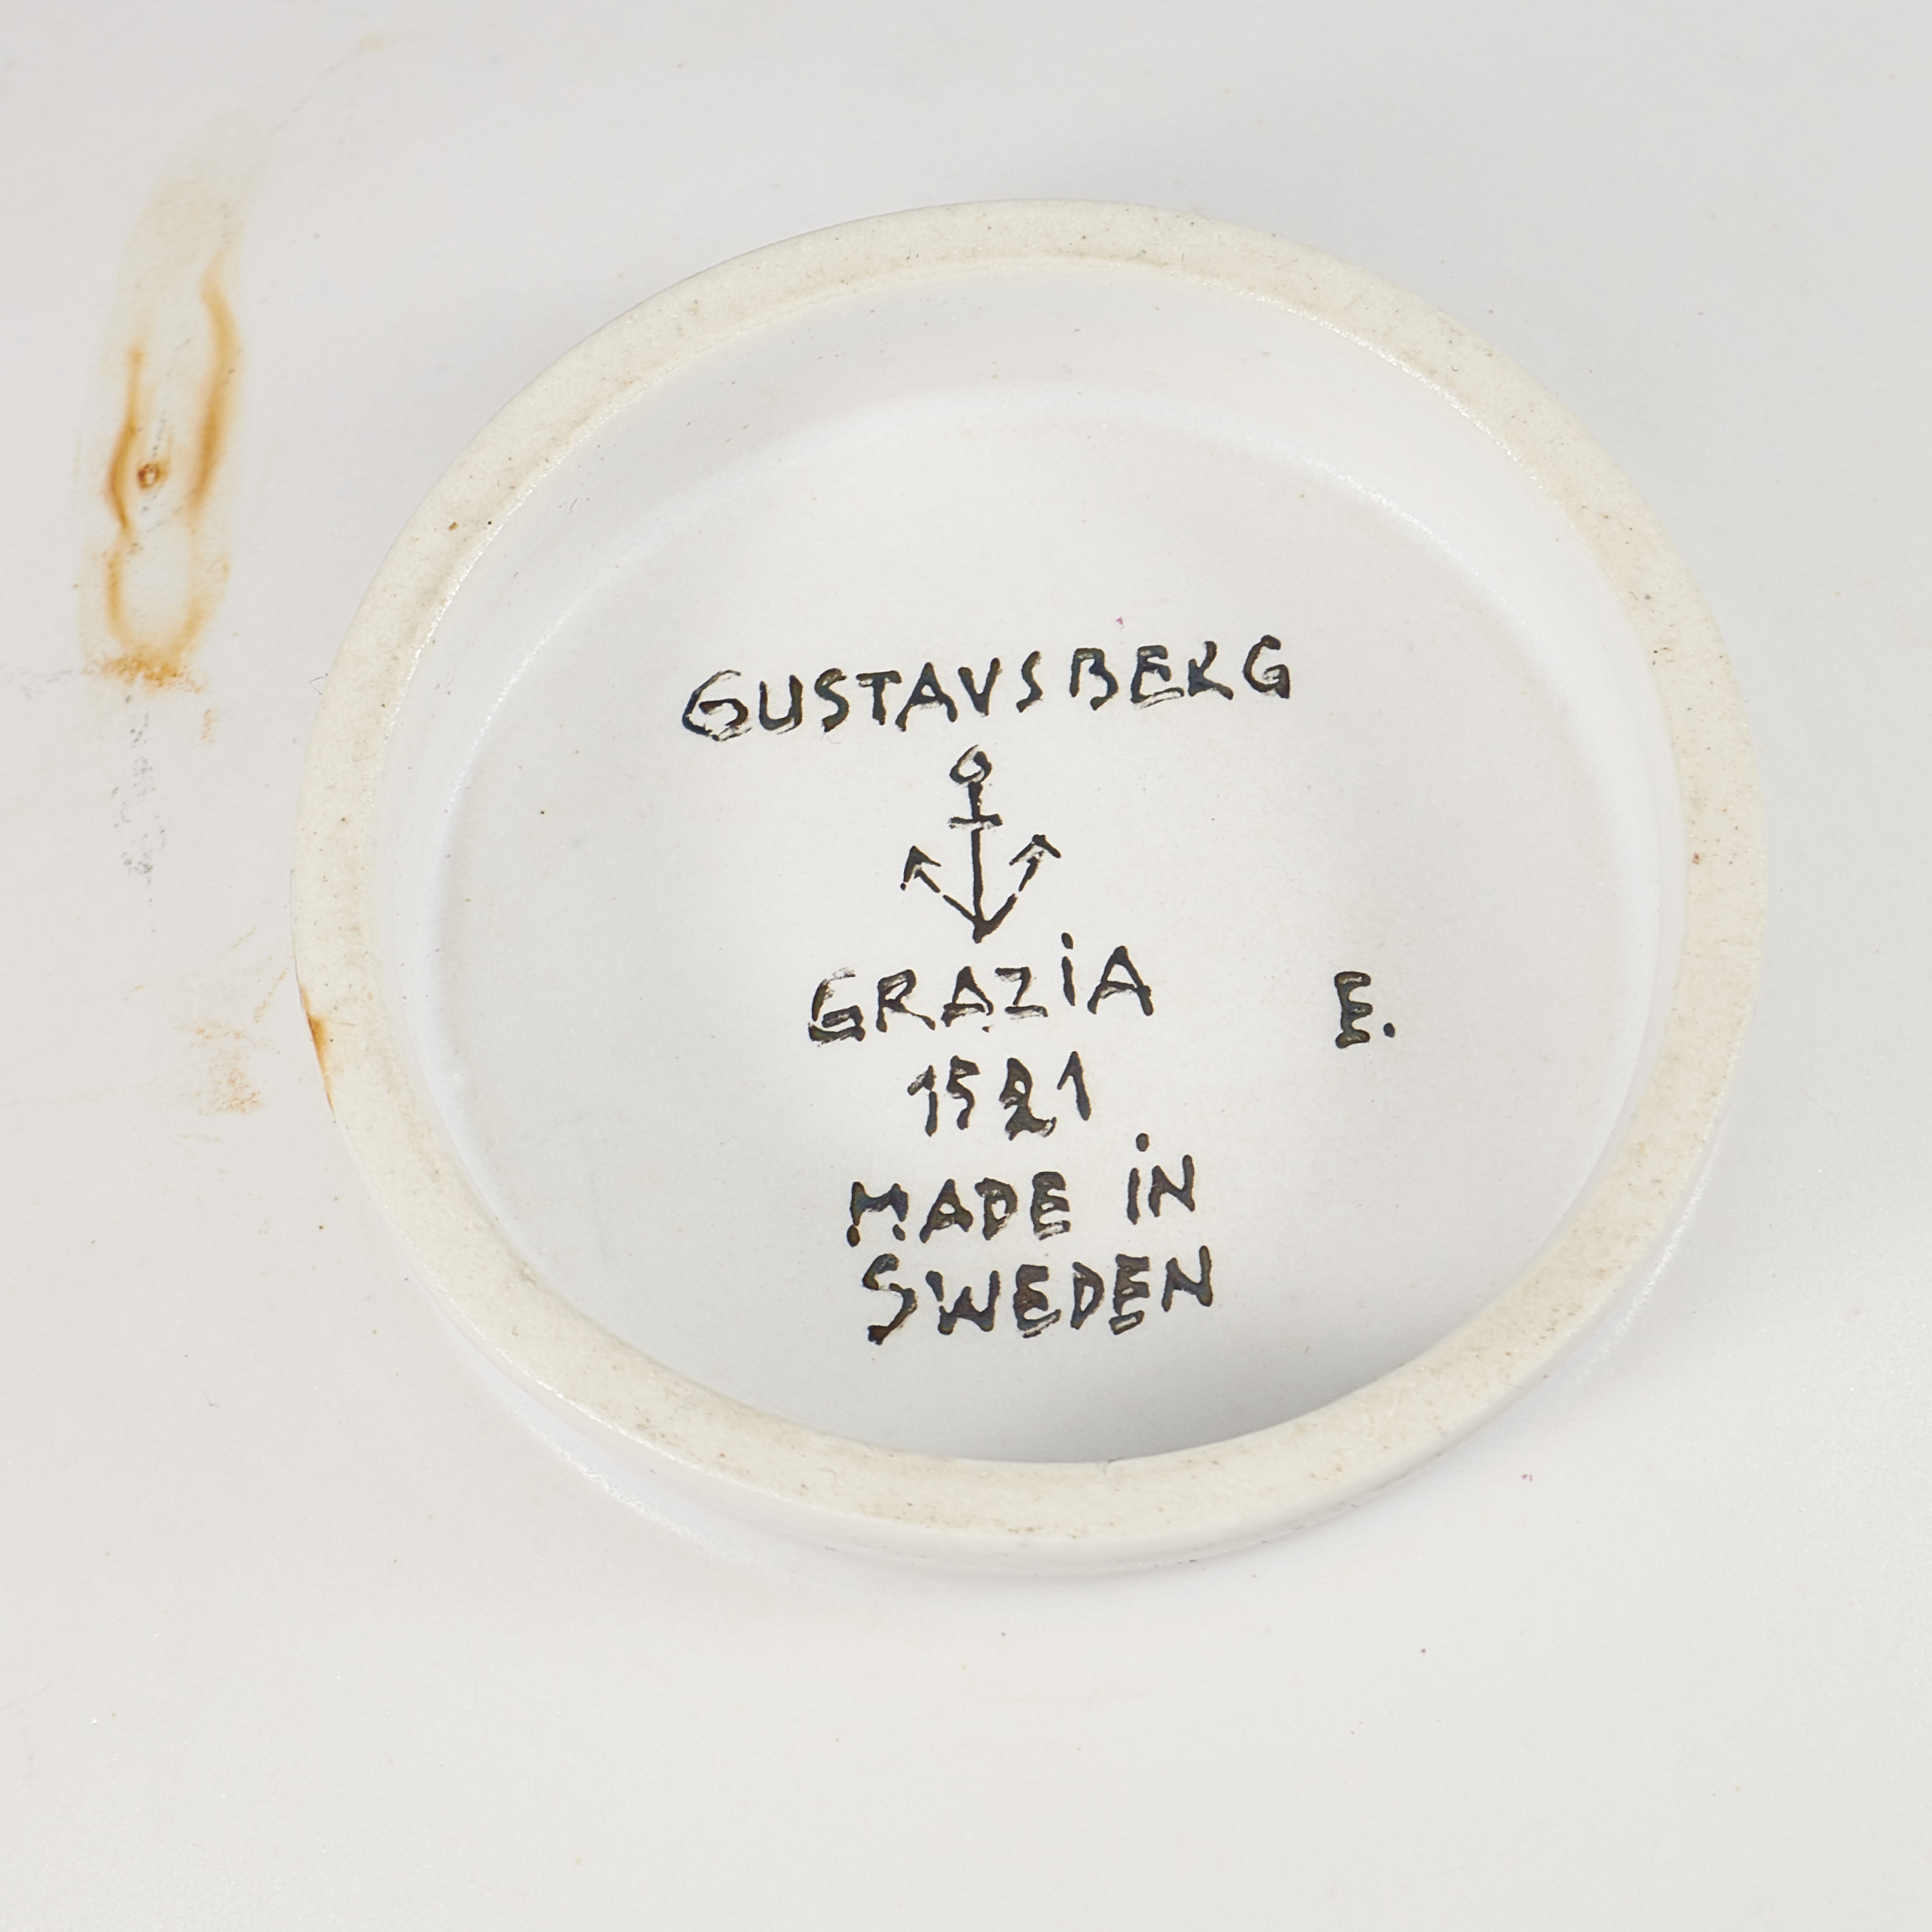 GUSTAVSBERG
GRAZIA
E.
1521
MADE IN
SWEDEN